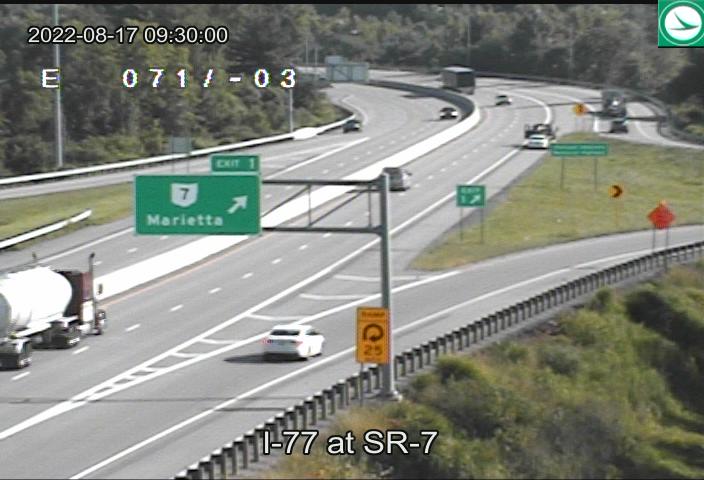 2022-08-17 09:30:00
E 071/-03
EXIT 1
7
Marietta
EXIT
1
RAMP
25
I-77 at SR-7